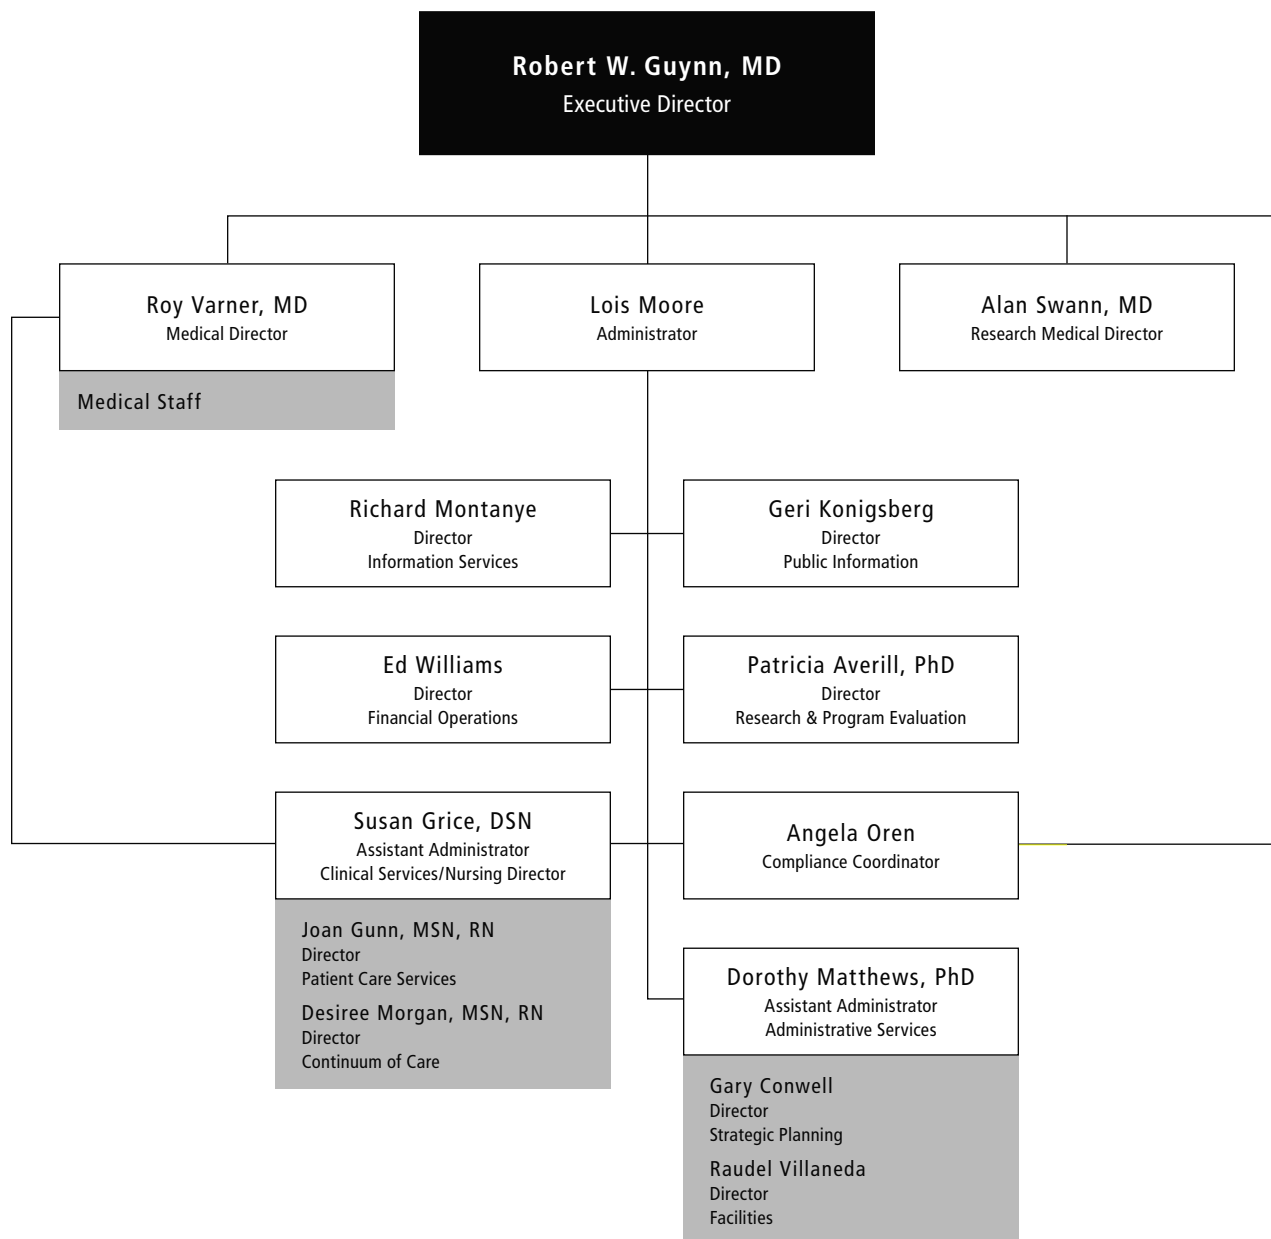 Robert W. Guynn, MD
Executive Director
Roy Varner, MD
Medical Director
Medical Staff
Lois Moore
Administrator
Alan Swann, MD
Research Medical Director
Richard Montanye
Director
Information Services
Geri Konigsberg
Director
Public Information
Ed Williams
Director
Financial Operations
Patricia Averill, PhD
Director
Research & Program Evaluation
Susan Grice, DSN
Assistant Administrator
Clinical Services/Nursing Director
Joan Gunn, MSN, RN
Director
Patient Care Services
Desiree Morgan, MSN, RN
Director
Continuum of Care
Angela Oren
Compliance Coordinator
Dorothy Matthews, PhD
Assistant Administrator
Administrative Services
Gary Conwell
Director
Strategic Planning
Raudel Villaneda
Director
Facilities